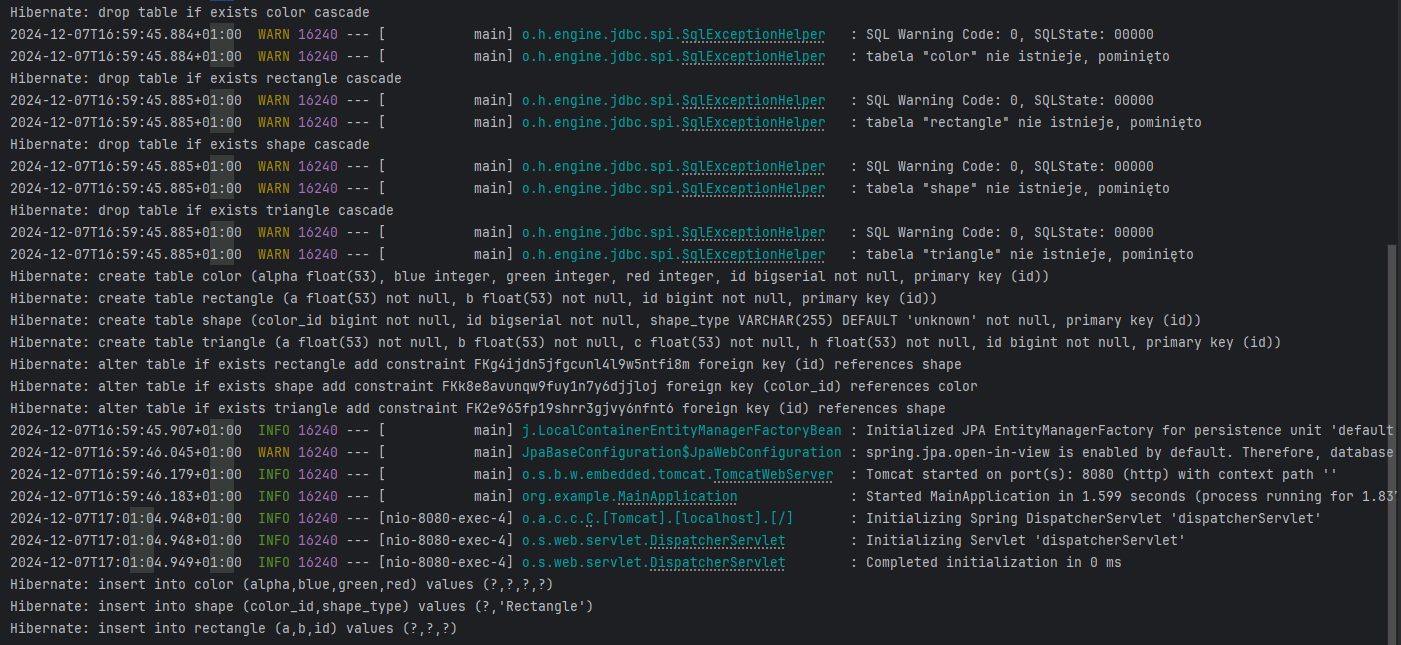 Hibernate: drop table if exists color cascade
2024-12-07T16:59:45.884+01:00  WARN 16240 --- [           main] o.h.engine.jdbc.spi.SqlExceptionHelper   : SQL Warning Code: 0, SQLState: 00000
2024-12-07T16:59:45.884+01:00  WARN 16240 --- [           main] o.h.engine.jdbc.spi.SqlExceptionHelper   : tabela "color" nie istnieje, pominięto
Hibernate: drop table if exists rectangle cascade
2024-12-07T16:59:45.885+01:00  WARN 16240 --- [           main] o.h.engine.jdbc.spi.SqlExceptionHelper   : SQL Warning Code: 0, SQLState: 00000
2024-12-07T16:59:45.885+01:00  WARN 16240 --- [           main] o.h.engine.jdbc.spi.SqlExceptionHelper   : tabela "rectangle" nie istnieje, pominięto
Hibernate: drop table if exists shape cascade
2024-12-07T16:59:45.885+01:00  WARN 16240 --- [           main] o.h.engine.jdbc.spi.SqlExceptionHelper   : SQL Warning Code: 0, SQLState: 00000
2024-12-07T16:59:45.885+01:00  WARN 16240 --- [           main] o.h.engine.jdbc.spi.SqlExceptionHelper   : tabela "shape" nie istnieje, pominięto
Hibernate: drop table if exists triangle cascade
2024-12-07T16:59:45.885+01:00  WARN 16240 --- [           main] o.h.engine.jdbc.spi.SqlExceptionHelper   : SQL Warning Code: 0, SQLState: 00000
2024-12-07T16:59:45.885+01:00  WARN 16240 --- [           main] o.h.engine.jdbc.spi.SqlExceptionHelper   : tabela "triangle" nie istnieje, pominięto
Hibernate: create table color (alpha float(53), blue integer, green integer, red integer, id bigserial not null, primary key (id))
Hibernate: create table rectangle (a float(53) not null, b float(53) not null, id bigint not null, primary key (id))
Hibernate: create table shape (color_id bigint not null, id bigserial not null, shape_type VARCHAR(255) DEFAULT 'unknown' not null, primary key (id))
Hibernate: create table triangle (a float(53) not null, b float(53) not null, c float(53) not null, h float(53) not null, id bigint not null, primary key (id))
Hibernate: alter table if exists rectangle add constraint FKg4ijdn5jfgcunl4l9w5ntfi8m foreign key (id) references shape
Hibernate: alter table if exists shape add constraint FKk8e8avunqw9fuy1n7y6djjloj foreign key (color_id) references color
Hibernate: alter table if exists triangle add constraint FK2e965fp19shrr3gjvy6nfnt6 foreign key (id) references shape
2024-12-07T16:59:45.907+01:00  INFO 16240 --- [           main] j.LocalContainerEntityManagerFactoryBean : Initialized JPA EntityManagerFactory for persistence unit 'default
2024-12-07T16:59:46.045+01:00  WARN 16240 --- [           main] JpaBaseConfiguration$JpaWebConfiguration : spring.jpa.open-in-view is enabled by default. Therefore, database
2024-12-07T16:59:46.179+01:00  INFO 16240 --- [           main] o.s.b.w.embedded.tomcat.TomcatWebServer  : Tomcat started on port(s): 8080 (http) with context path ''
2024-12-07T16:59:46.183+01:00  INFO 16240 --- [           main] org.example.MainApplication              : Started MainApplication in 1.599 seconds (process running for 1.837
2024-12-07T17:01:04.948+01:00  INFO 16240 --- [nio-8080-exec-4] o.a.c.c.C.[Tomcat].[localhost].[/]       : Initializing Spring DispatcherServlet 'dispatcherServlet'
2024-12-07T17:01:04.948+01:00  INFO 16240 --- [nio-8080-exec-4] o.s.web.servlet.DispatcherServlet        : Initializing Servlet 'dispatcherServlet'
2024-12-07T17:01:04.949+01:00  INFO 16240 --- [nio-8080-exec-4] o.s.web.servlet.DispatcherServlet        : Completed initialization in 0 ms
Hibernate: insert into color (alpha,blue,green,red) values (?,?,?,?)
Hibernate: insert into shape (color_id,shape_type) values (?,'Rectangle')
Hibernate: insert into rectangle (a,b,id) values (?,?,?)